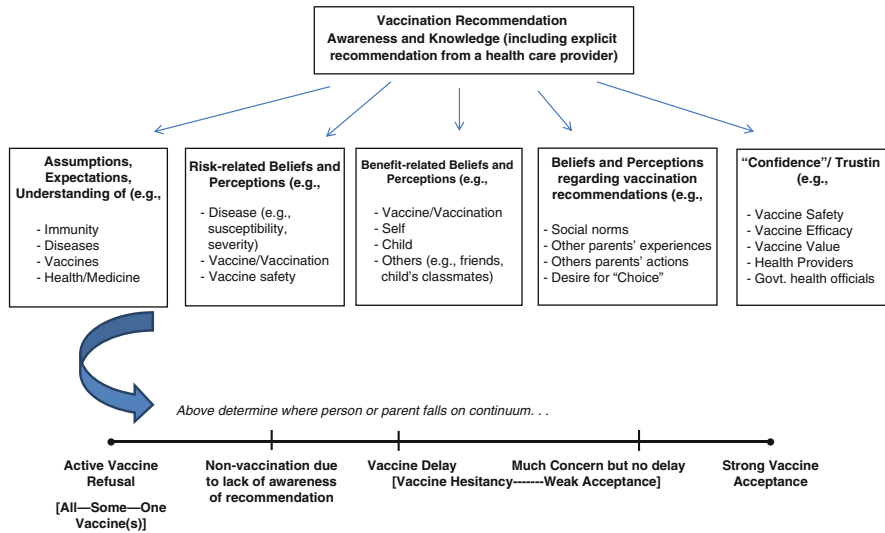 Vaccination Recommendation
Awareness and Knowledge (including explicit
recommendation from a health care provider)
Assumptions,
Expectations,
Understanding of (e.g.,
- Immunity
- Diseases
- Vaccines
- Health/Medicine
Risk-related Beliefs and
Perceptions (e.g.,
- Disease (e.g.,
susceptibility,
severity)
- Vaccine/Vaccination
- Vaccine safety
Benefit-related Beliefs and
Perceptions (e.g.,
- Vaccine/Vaccination
- Self
- Child
- Others (e.g., friends,
child's classmates)
Beliefs and Perceptions
regarding vaccination
recommendations (e.g.,
- Social norms
- Other parents' experiences
- Others parents' actions
- Desire for "Choice"
"Confidence"/ Trustin
(e.g.,
- Vaccine Safety
- Vaccine Efficacy
- Vaccine Value
- Health Providers
- Govt. health officials
Above determine where person or parent falls on continuum. . .
Active Vaccine
Refusal
[All—Some—One
Vaccine(s)]
Non-vaccination due
to lack of awareness
of recommendation
Vaccine Delay
Much Concern but no delay
[Vaccine Hesitancy-------Weak Acceptance]
Strong Vaccine
Acceptance